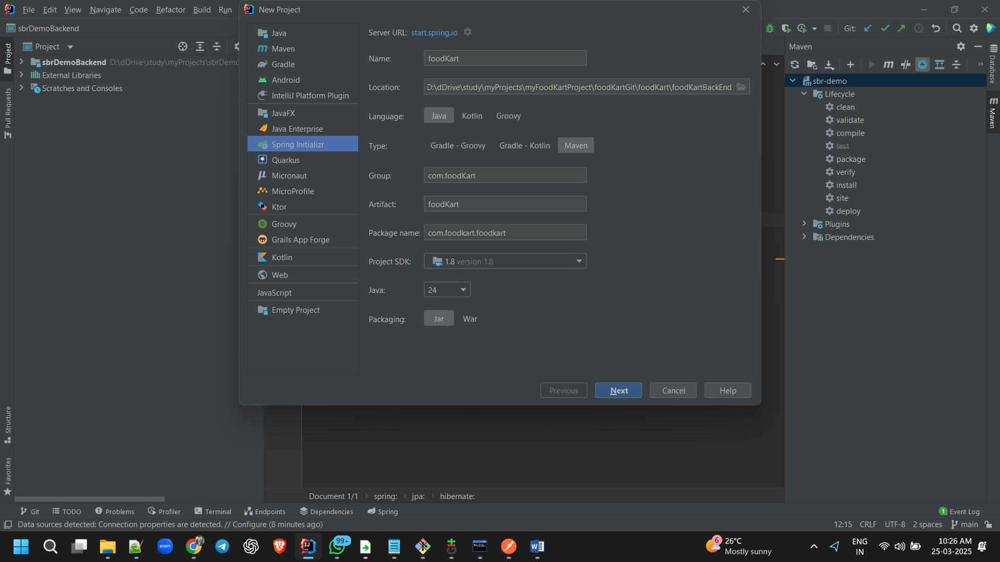 File Edit View Navigate Code Refactor Build Run
New Project
sbrDemoBackend
Git:
Project
sbrDemoBackend D:\dDrive\study\myProjects\sbrDemo
External Libraries
Scratches and Consoles
Project
Pull Requests
Structure
Favorites
Java
Maven
Gradle
Android
IntelliJ Platform Plugin
JavaFX
Java Enterprise
Spring Initializr
Quarkus
Micronaut
MicroProfile
Ktor
Groovy
Grails App Forge
Kotlin
Web
JavaScript
Empty Project
Server URL: start.spring.io
Name: foodKart
Location: D:\dDrive\study\myProjects\myFoodKartProject\foodKartGit\foodKart\foodKartBackEnd
Language: Java Kotlin Groovy
Type: Gradle - Groovy Gradle - Kotlin Maven
Group: com.foodKart
Artifact: foodKart
Package name: com.foodkart.foodkart
Project SDK: 1.8 version 1.8
Java: 24
Packaging: Jar War
Previous Next Cancel Help
Maven
sbr-demo
Lifecycle
clean
validate
compile
test
package
verify
install
site
deploy
Plugins
Dependencies
Database
Maven
Document 1/1 spring: jpa: hibernate:
Git TODO Problems Profiler Terminal Endpoints Dependencies Spring 1 Event Log
Data sources detected: Connection properties are detected. // Configure (8 minutes ago) 12:15 CRLF UTF-8 2 spaces main
zoom
99+
MySQL
6 26°C
Mostly sunny
ENG
IN
10:26 AM
25-03-2025